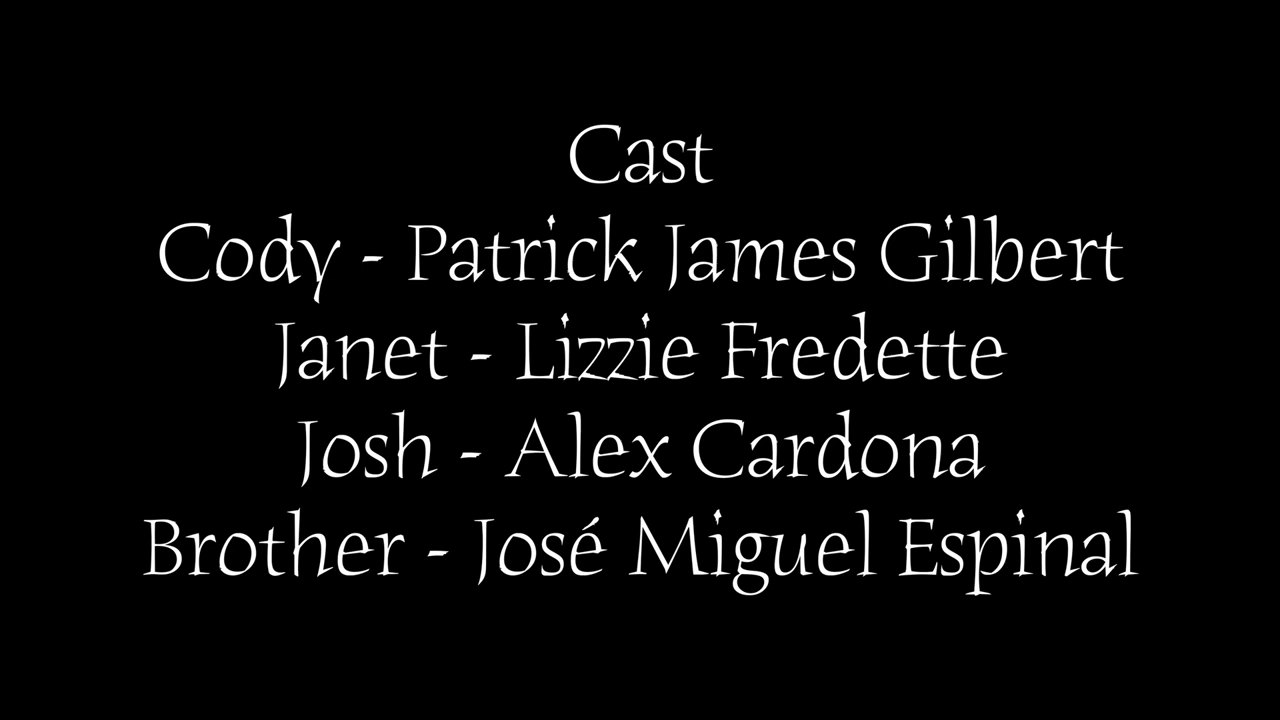 Cast
Cody - Patrick James Gilbert
Janet - Lizzie Fredette
Josh - Alex Cardona
Brother - José Miguel Espinal